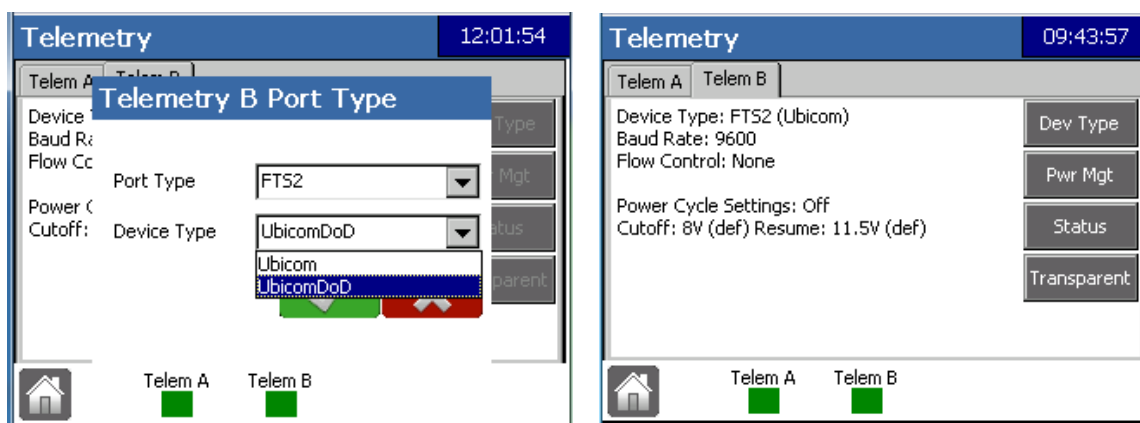 Telemetry 12:01:54
Telem A Telem B
Telemetry B Port Type
Device Type
Baud Ra
Flow Co
Port Type FTS2 Mgt
Power C
Cutoff: Device Type UbicomDoD atus
Ubicom
UbicomDoD parent
Telem A Telem B
Telemetry 09:43:57
Telem A Telem B
Device Type: FTS2 (Ubicom) Dev Type
Baud Rate: 9600
Flow Control: None
Pwr Mgt
Power Cycle Settings: Off
Cutoff: 8V (def) Resume: 11.5V (def) Status
Transparent
Telem A Telem B